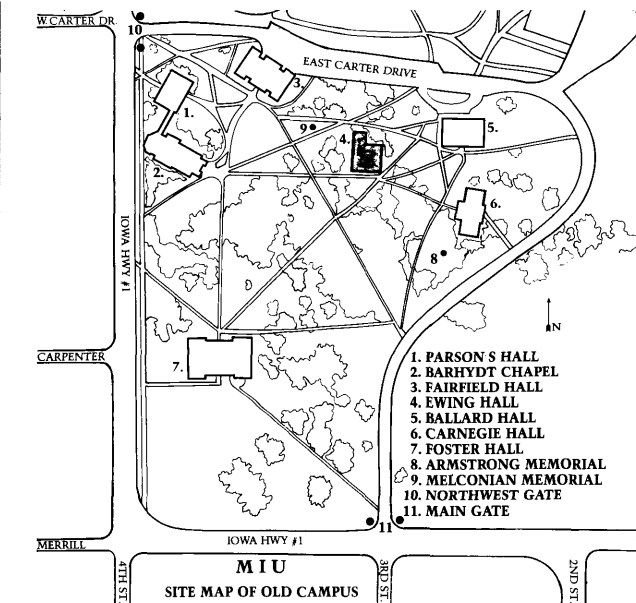 W. CARTER DR.
10
EAST CARTER DRIVE
3.
1.
9
4.
5.
2.
6.
IOWA HWY #1
8
N
CARPENTER
7.
1. PARSON'S HALL
2. BARHYDT CHAPEL
3. FAIRFIELD HALL
4. EWING HALL
5. BALLARD HALL
6. CARNEGIE HALL
7. FOSTER HALL
8. ARMSTRONG MEMORIAL
9. MELCONIAN MEMORIAL
10. NORTHWEST GATE
11. MAIN GATE
11
MERRILL
IOWA HWY #1
4TH ST.
3RD ST.
2ND ST.
MIU
SITE MAP OF OLD CAMPUS